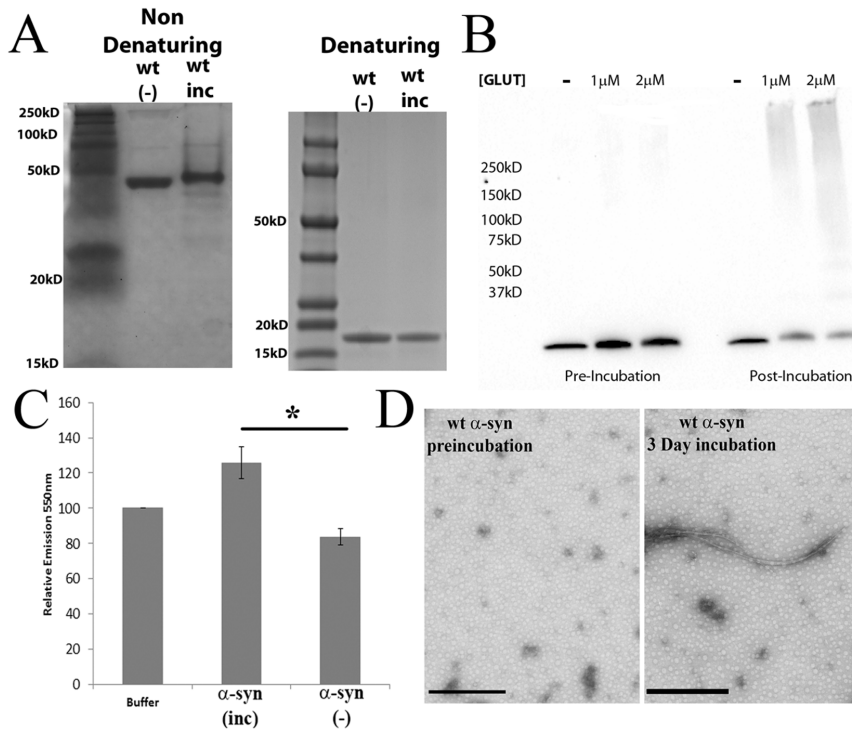 A
Non
Denaturing
wt
(-)
wt
inc
250kD
100kD
50kD
20kD
15kD
Denaturing
wt
(-)
wt
inc
50kD
20kD
15kD
B
[GLUT]
-
1μM
2μM
-
1μM
2μM
250kD
150kD
100kD
75kD
50kD
37kD
Pre-Incubation
Post-Incubation
C
Relative Emission 550nm
160
140
120
100
80
60
40
20
0
*
Buffer
α-syn
(inc)
α-syn
(-)
D
wt α-syn
preincubation
wt α-syn
3 Day incubation